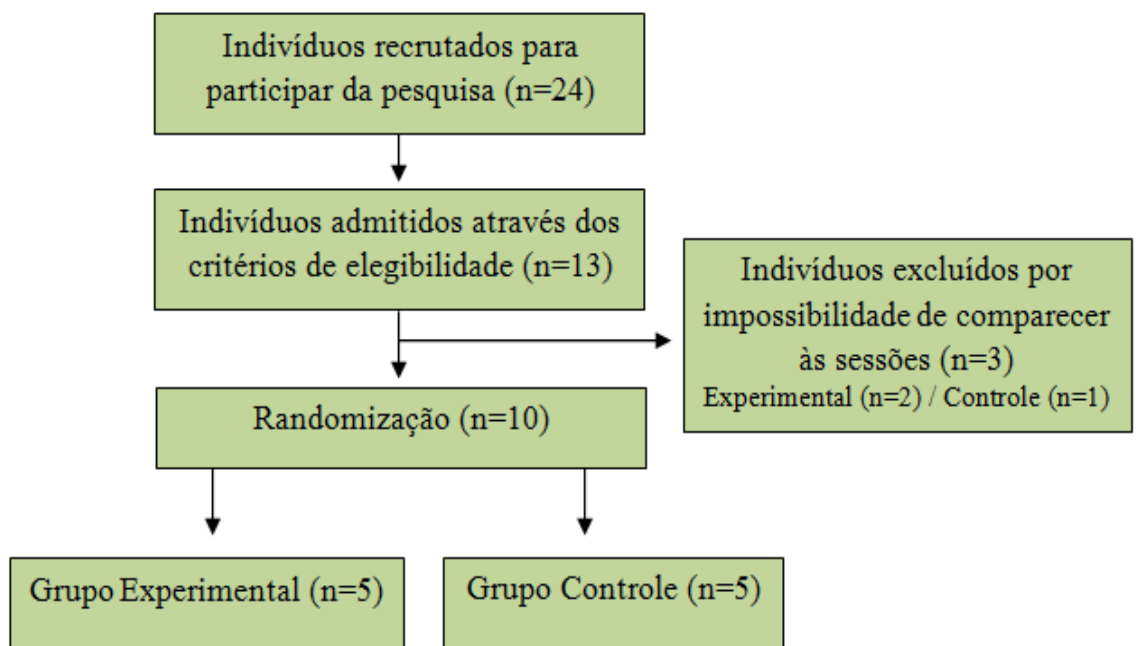 Indivíduos recrutados para
participar da pesquisa (n=24)
Indivíduos admitidos através dos
critérios de elegibilidade (n=13)
Indivíduos excluídos por
impossibilidade de comparecer
às sessões (n=3)
Experimental (n=2) / Controle (n=1)
Randomização (n=10)
Grupo Experimental (n=5)
Grupo Controle (n=5)